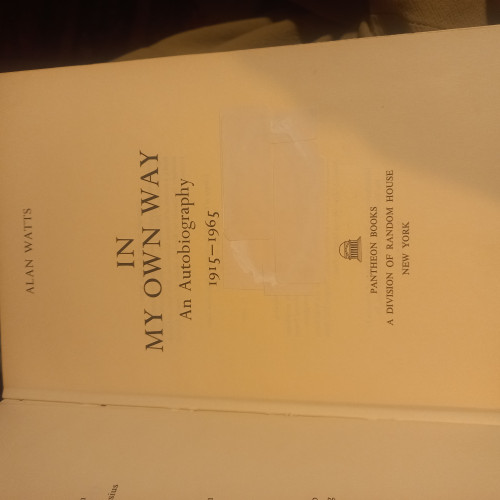 ALAN WATTS
IN
MY OWN WAY
An Autobiography
1915–1965
PANTHEON BOOKS
A DIVISION OF RANDOM HOUSE
NEW YORK